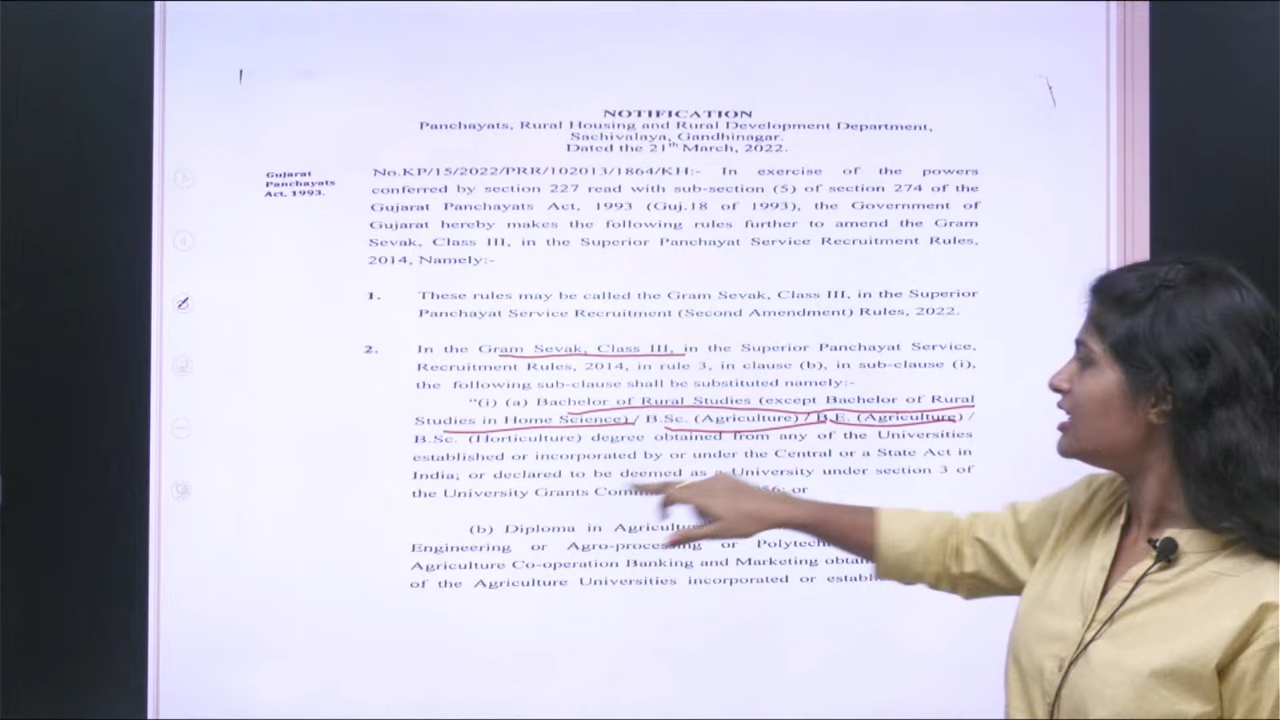 NOTIFICATION
Panchayats, Rural Housing and Rural Development Department,
Sachivalaya, Gandhinagar.
Dated the 21th March, 2022.
Gujarat
Panchayats
Act, 1993.
No.KP/15/2022/PRR/102013/1864/KH:- In exercise of the powers
conferred by section 227 read with sub-section (5) of section 274 of the
Gujarat Panchayats Act, 1993 (Guj.18 of 1993), the Government of
Gujarat hereby makes the following rules further to amend the Gram
Sevak, Class III, in the Superior Panchayat Service Recruitment Rules,
2014, Namely:-
1. These rules may be called the Gram Sevak, Class III, in the Superior
Panchayat Service Recruitment (Second Amendment) Rules, 2022.
2. In the Gram Sevak, Class III, in the Superior Panchayat Service,
Recruitment Rules, 2014, in rule 3, in clause (b), in sub-clause (i),
the following sub-clause shall be substituted namely:-
"(i) (a) Bachelor of Rural Studies (except Bachelor of Rural
Studies in Home Science) / B.Sc. (Agriculture) / B.E. (Agriculture) /
B.Sc. (Horticulture) degree obtained from any of the Universities
established or incorporated by or under the Central or a State Act in
India; or declared to be deemed as a University under section 3 of
the University Grants or
(b) Diploma in
Engineering or Agro-processing or
Agriculture Co-operation Banking and Marketing
of the Agriculture Universities incorporated or